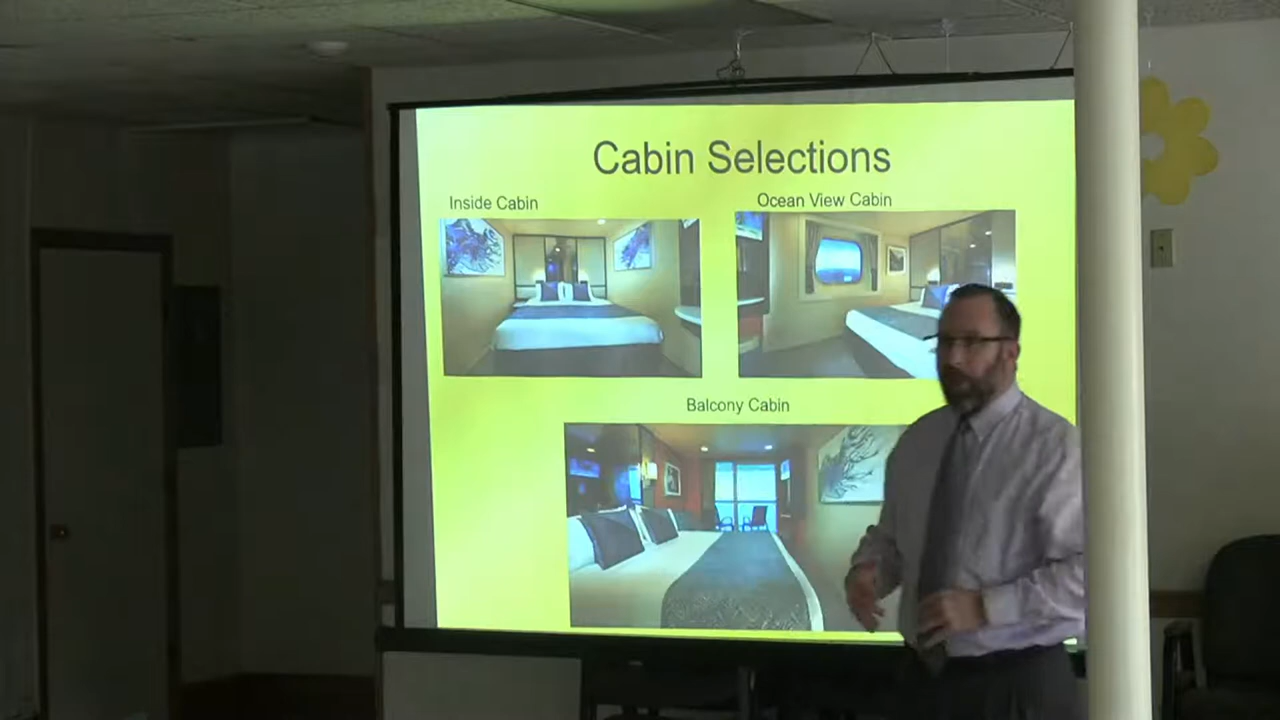 Cabin Selections
Inside Cabin
Ocean View Cabin
Balcony Cabin